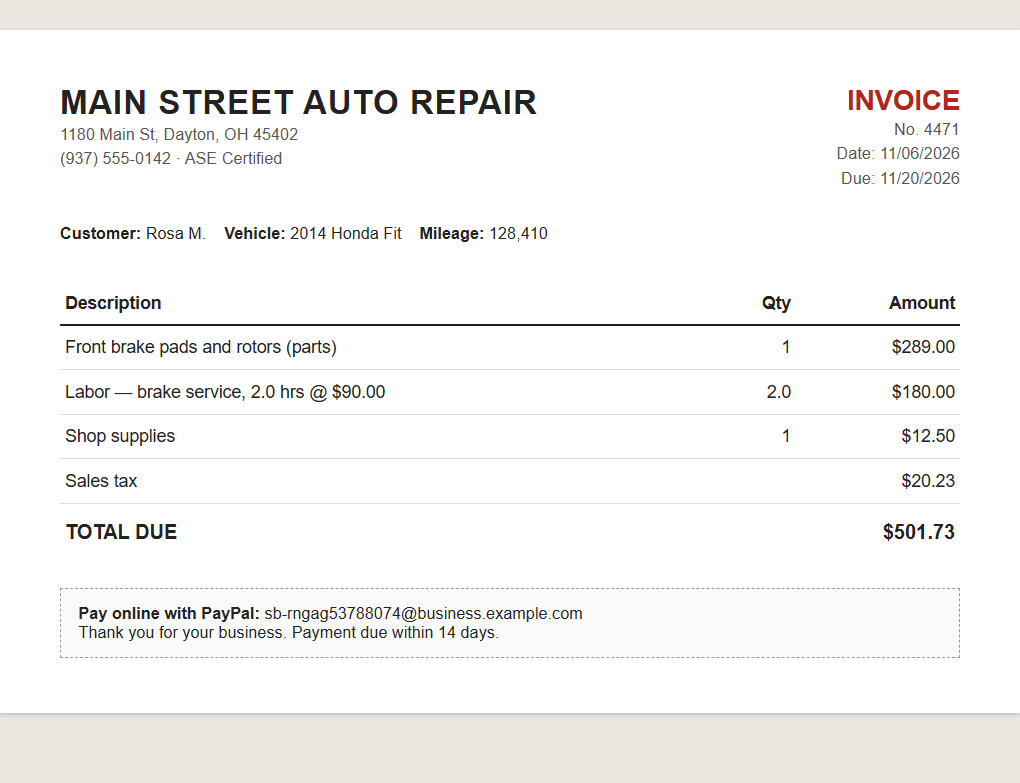 MAIN STREET AUTO REPAIR
1180 Main St, Dayton, OH 45402
(937) 555-0142 · ASE Certified
INVOICE
No. 4471
Date: 11/06/2026
Due: 11/20/2026
Customer: Rosa M. Vehicle: 2014 Honda Fit Mileage: 128,410
Description Qty Amount
Front brake pads and rotors (parts) 1 $289.00
Labor — brake service, 2.0 hrs @ $90.00 2.0 $180.00
Shop supplies 1 $12.50
Sales tax $20.23
TOTAL DUE $501.73
Pay online with PayPal: sb-rngag53788074@business.example.com
Thank you for your business. Payment due within 14 days.